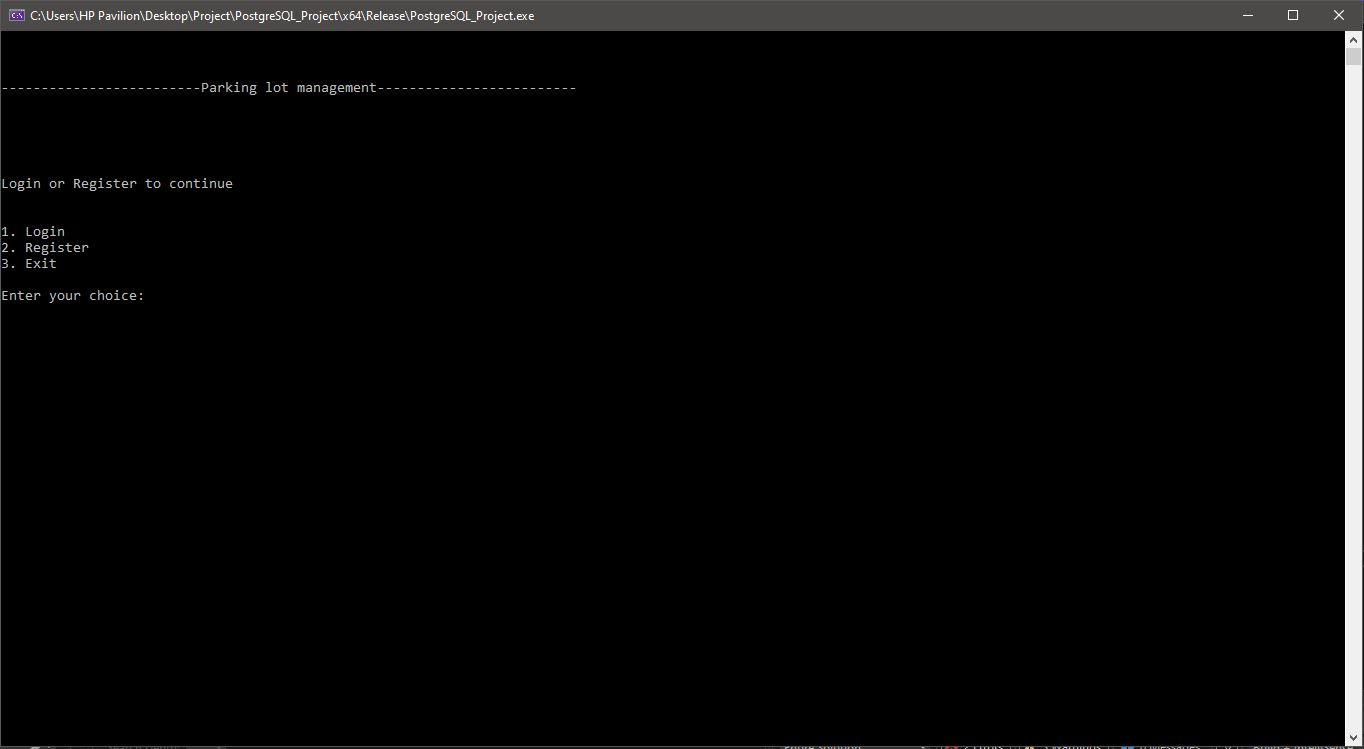 C:\Users\HP Pavilion\Desktop\Project\PostgreSQL_Project\x64\Release\PostgreSQL_Project.exe
-------------------------Parking lot management-------------------------
Login or Register to continue
1. Login
2. Register
3. Exit
Enter your choice: